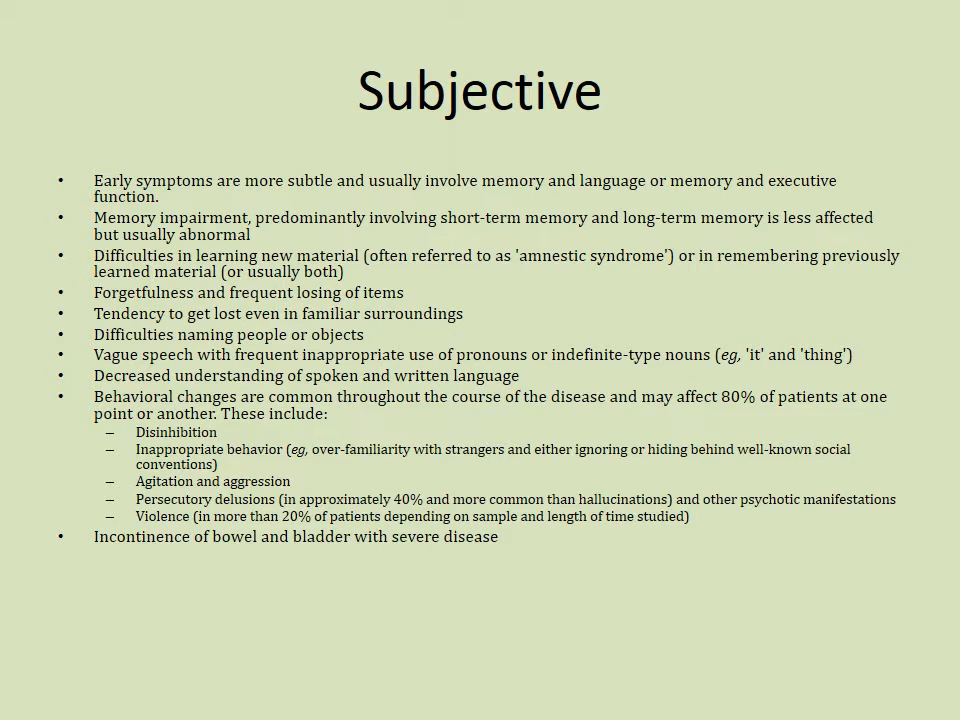 Subjective
• Early symptoms are more subtle and usually involve memory and language or memory and executive
function.
• Memory impairment, predominantly involving short-term memory and long-term memory is less affected
but usually abnormal
• Difficulties in learning new material (often referred to as 'amnestic syndrome') or in remembering previously
learned material (or usually both)
• Forgetfulness and frequent losing of items
• Tendency to get lost even in familiar surroundings
• Difficulties naming people or objects
• Vague speech with frequent inappropriate use of pronouns or indefinite-type nouns (eg, 'it' and 'thing')
• Decreased understanding of spoken and written language
• Behavioral changes are common throughout the course of the disease and may affect 80% of patients at one
point or another. These include:
– Disinhibition
– Inappropriate behavior (eg, over-familiarity with strangers and either ignoring or hiding behind well-known social
conventions)
– Agitation and aggression
– Persecutory delusions (in approximately 40% and more common than hallucinations) and other psychotic manifestations
– Violence (in more than 20% of patients depending on sample and length of time studied)
• Incontinence of bowel and bladder with severe disease